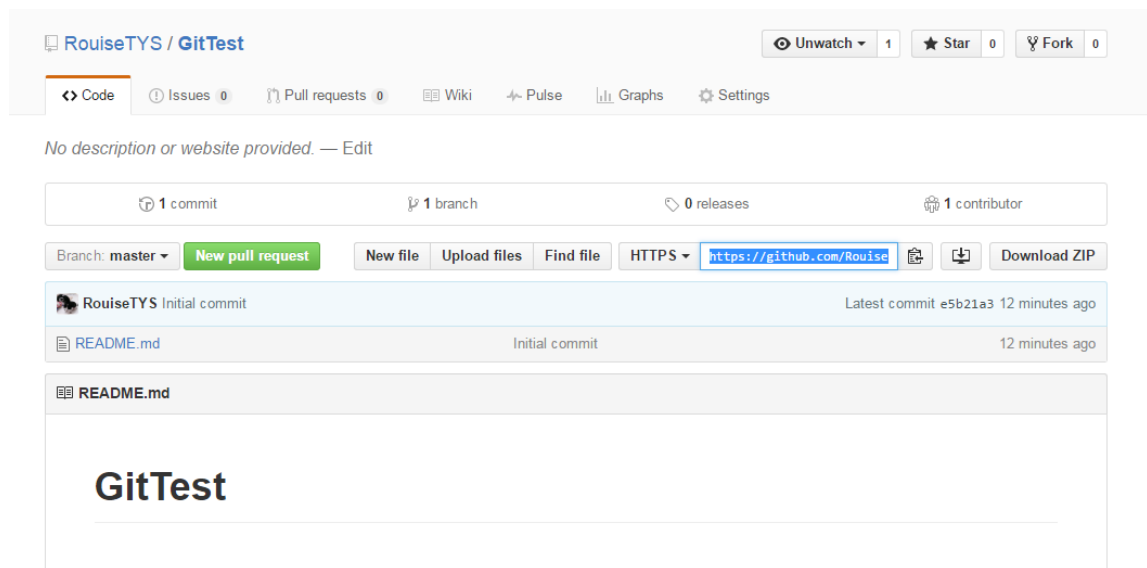 RouiseTYS / GitTest Unwatch 1 Star 0 Fork 0
Code Issues 0 Pull requests 0 Wiki Pulse Graphs Settings
No description or website provided. — Edit
1 commit 1 branch 0 releases 1 contributor
Branch: master New pull request New file Upload files Find file HTTPS https://github.com/Rouise Download ZIP
RouiseTYS Initial commit Latest commit e5b21a3 12 minutes ago
README.md Initial commit 12 minutes ago
README.md
GitTest